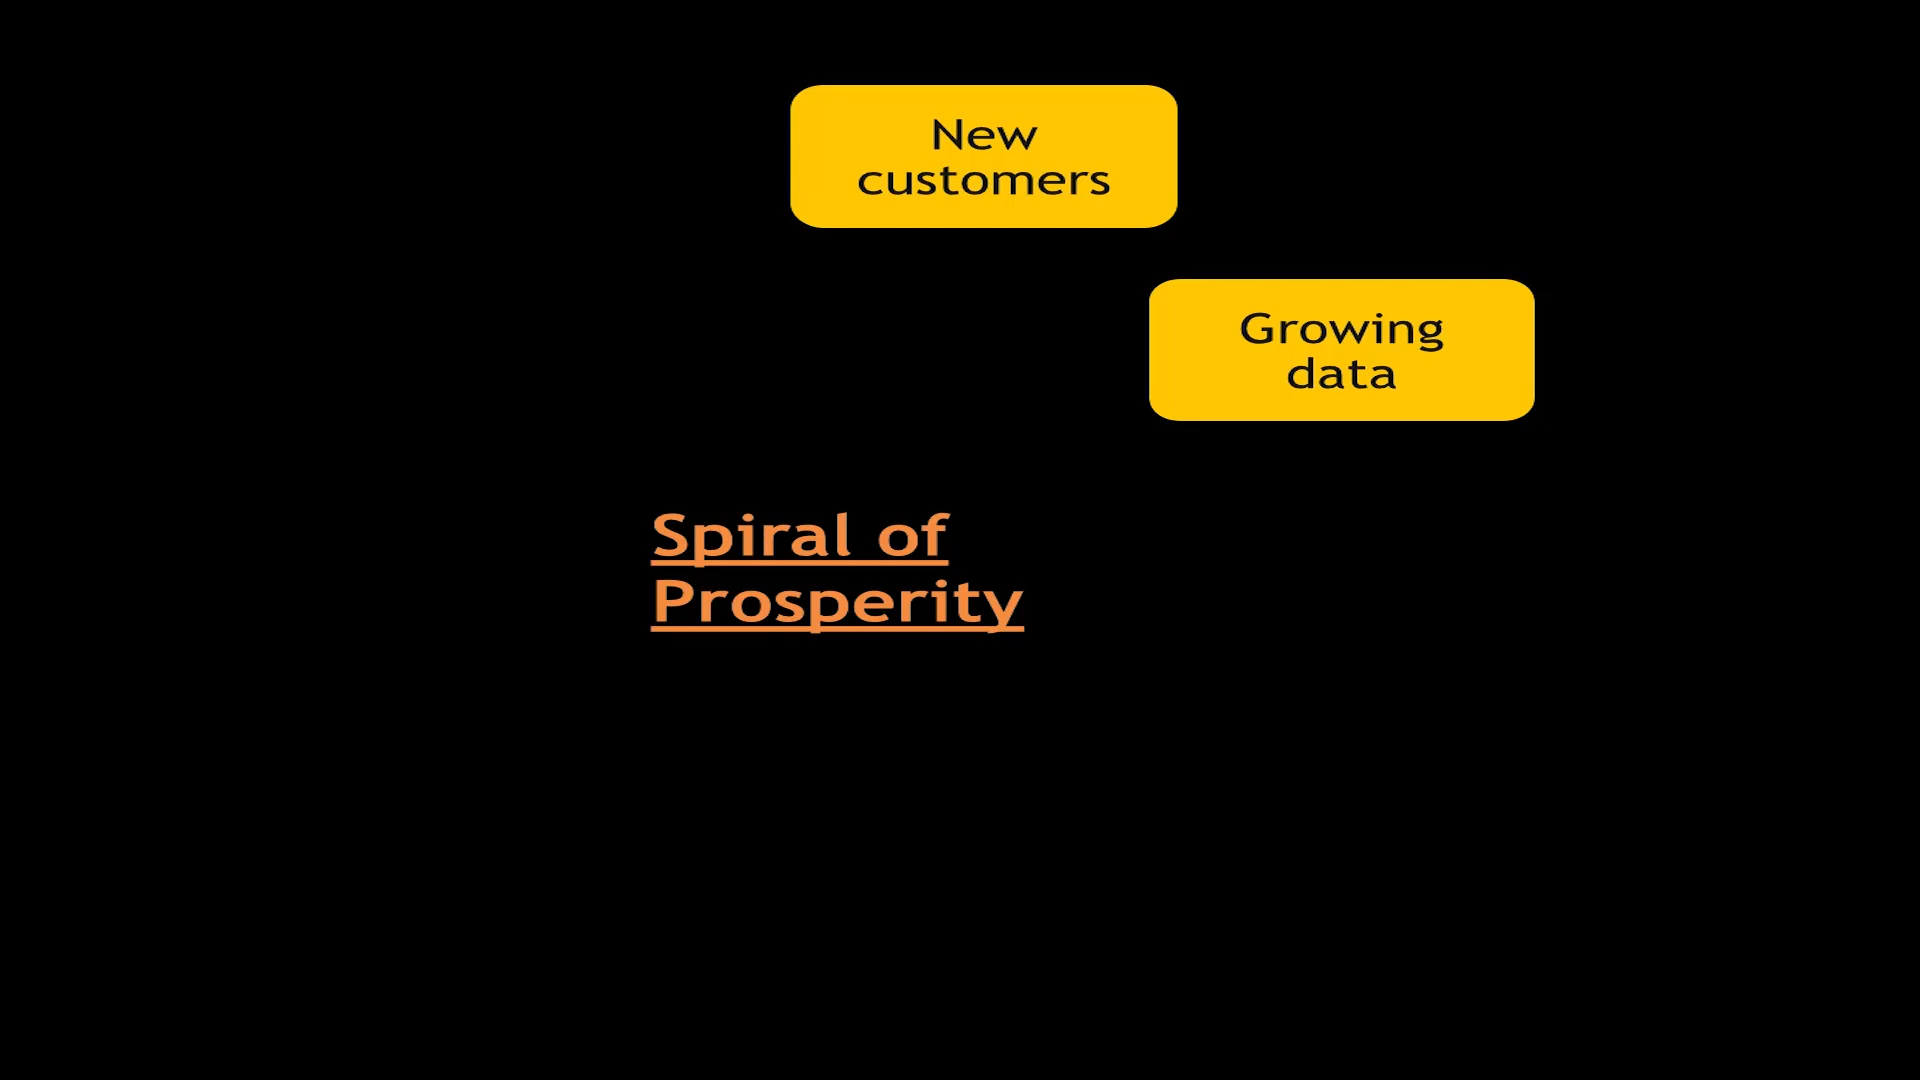 New
customers
Growing
data
Spiral of
Prosperity